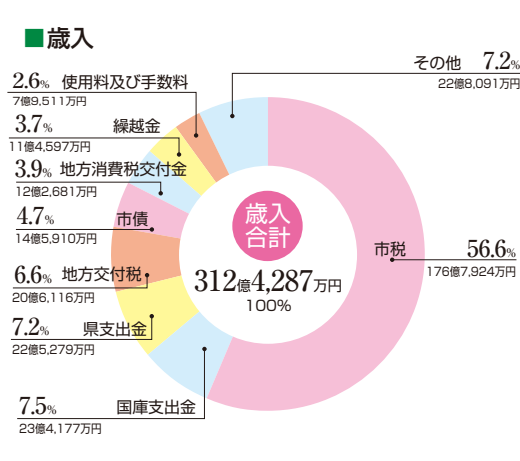 ■歳入
その他 7.2%
22億8,091万円
2.6% 使用料及び手数料
7億9,511万円
3.7% 繰越金
11億4,597万円
3.9% 地方消費税交付金
12億2,681万円
4.7% 市債
14億5,910万円
6.6% 地方交付税
20億6,116万円
7.2% 県支出金
22億5,279万円
7.5% 国庫支出金
23億4,177万円
市税 56.6%
176億7,924万円
歳入
合計
312億4,287万円
100%